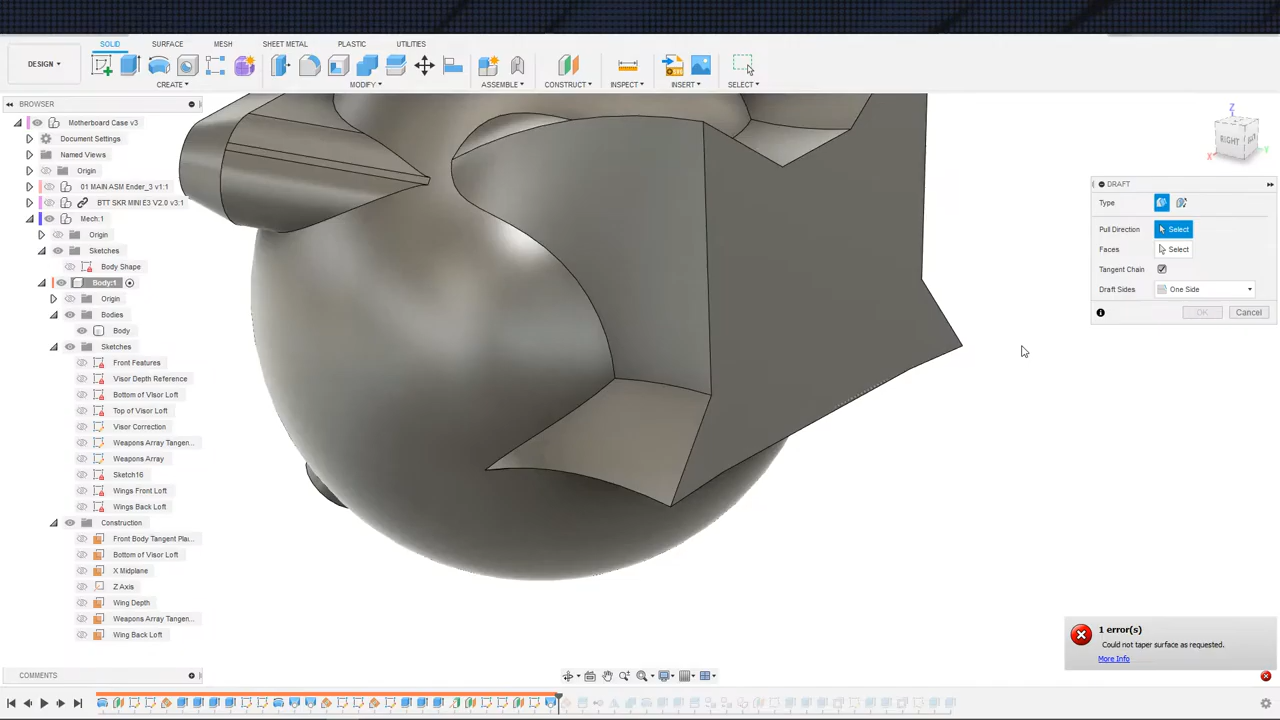 SOLID SURFACE MESH SHEET METAL PLASTIC UTILITIES
DESIGN
CREATE MODIFY ASSEMBLE CONSTRUCT INSPECT INSERT SELECT
BROWSER
Motherboard Case v3
Document Settings
Named Views
Origin
01 MAIN ASM Ender_3 v1:1
BTT SKR MINI E3 V2.0 v3:1
Mech:1
Origin
Sketches
Body Shape
Body:1
Origin
Bodies
Body
Sketches
Front Features
Visor Depth Reference
Bottom of Visor Loft
Top of Visor Loft
Visor Correction
Weapons Array Tangen...
Weapons Array
Sketch16
Wings Front Loft
Wings Back Loft
Construction
Front Body Tangent Plan...
Bottom of Visor Loft
X Midplane
Z Axis
Wing Depth
Weapons Array Tangen...
Wing Back Loft
COMMENTS
Z
RIGHT
X
Y
DRAFT
Type
Pull Direction Select
Faces Select
Tangent Chain
Draft Sides One Side
OK Cancel
1 error(s)
Could not taper surface as requested.
More Info